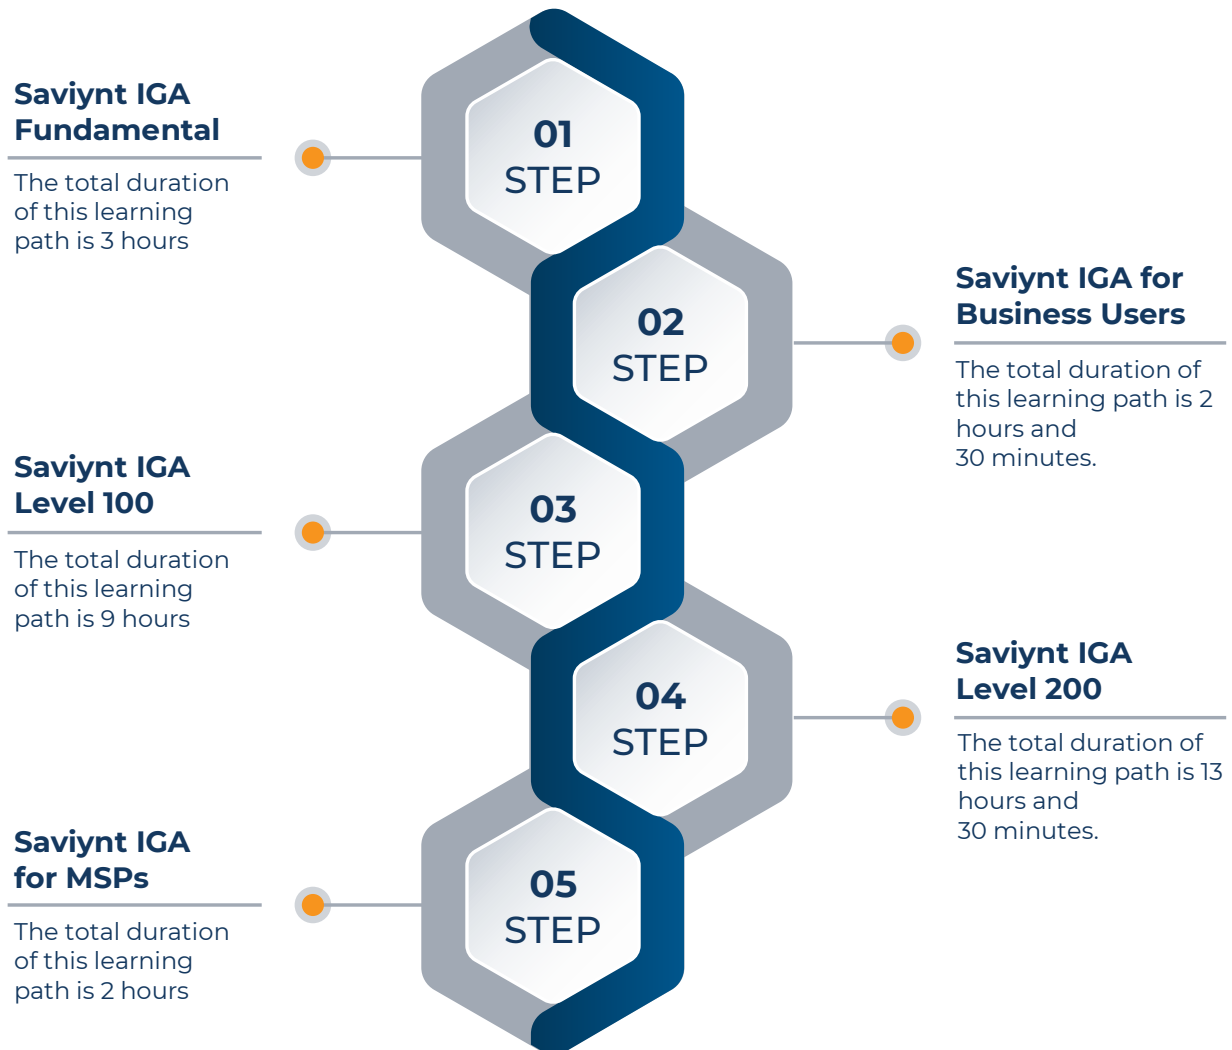 Saviynt IGA
Fundamental
The total duration
of this learning
path is 3 hours
01
STEP
Saviynt IGA for
Business Users
The total duration of
this learning path is 2
hours and
30 minutes.
02
STEP
Saviynt IGA
Level 100
The total duration
of this learning
path is 9 hours
03
STEP
Saviynt IGA
Level 200
The total duration of
this learning path is 13
hours and
30 minutes.
04
STEP
Saviynt IGA
for MSPs
The total duration
of this learning
path is 2 hours
05
STEP